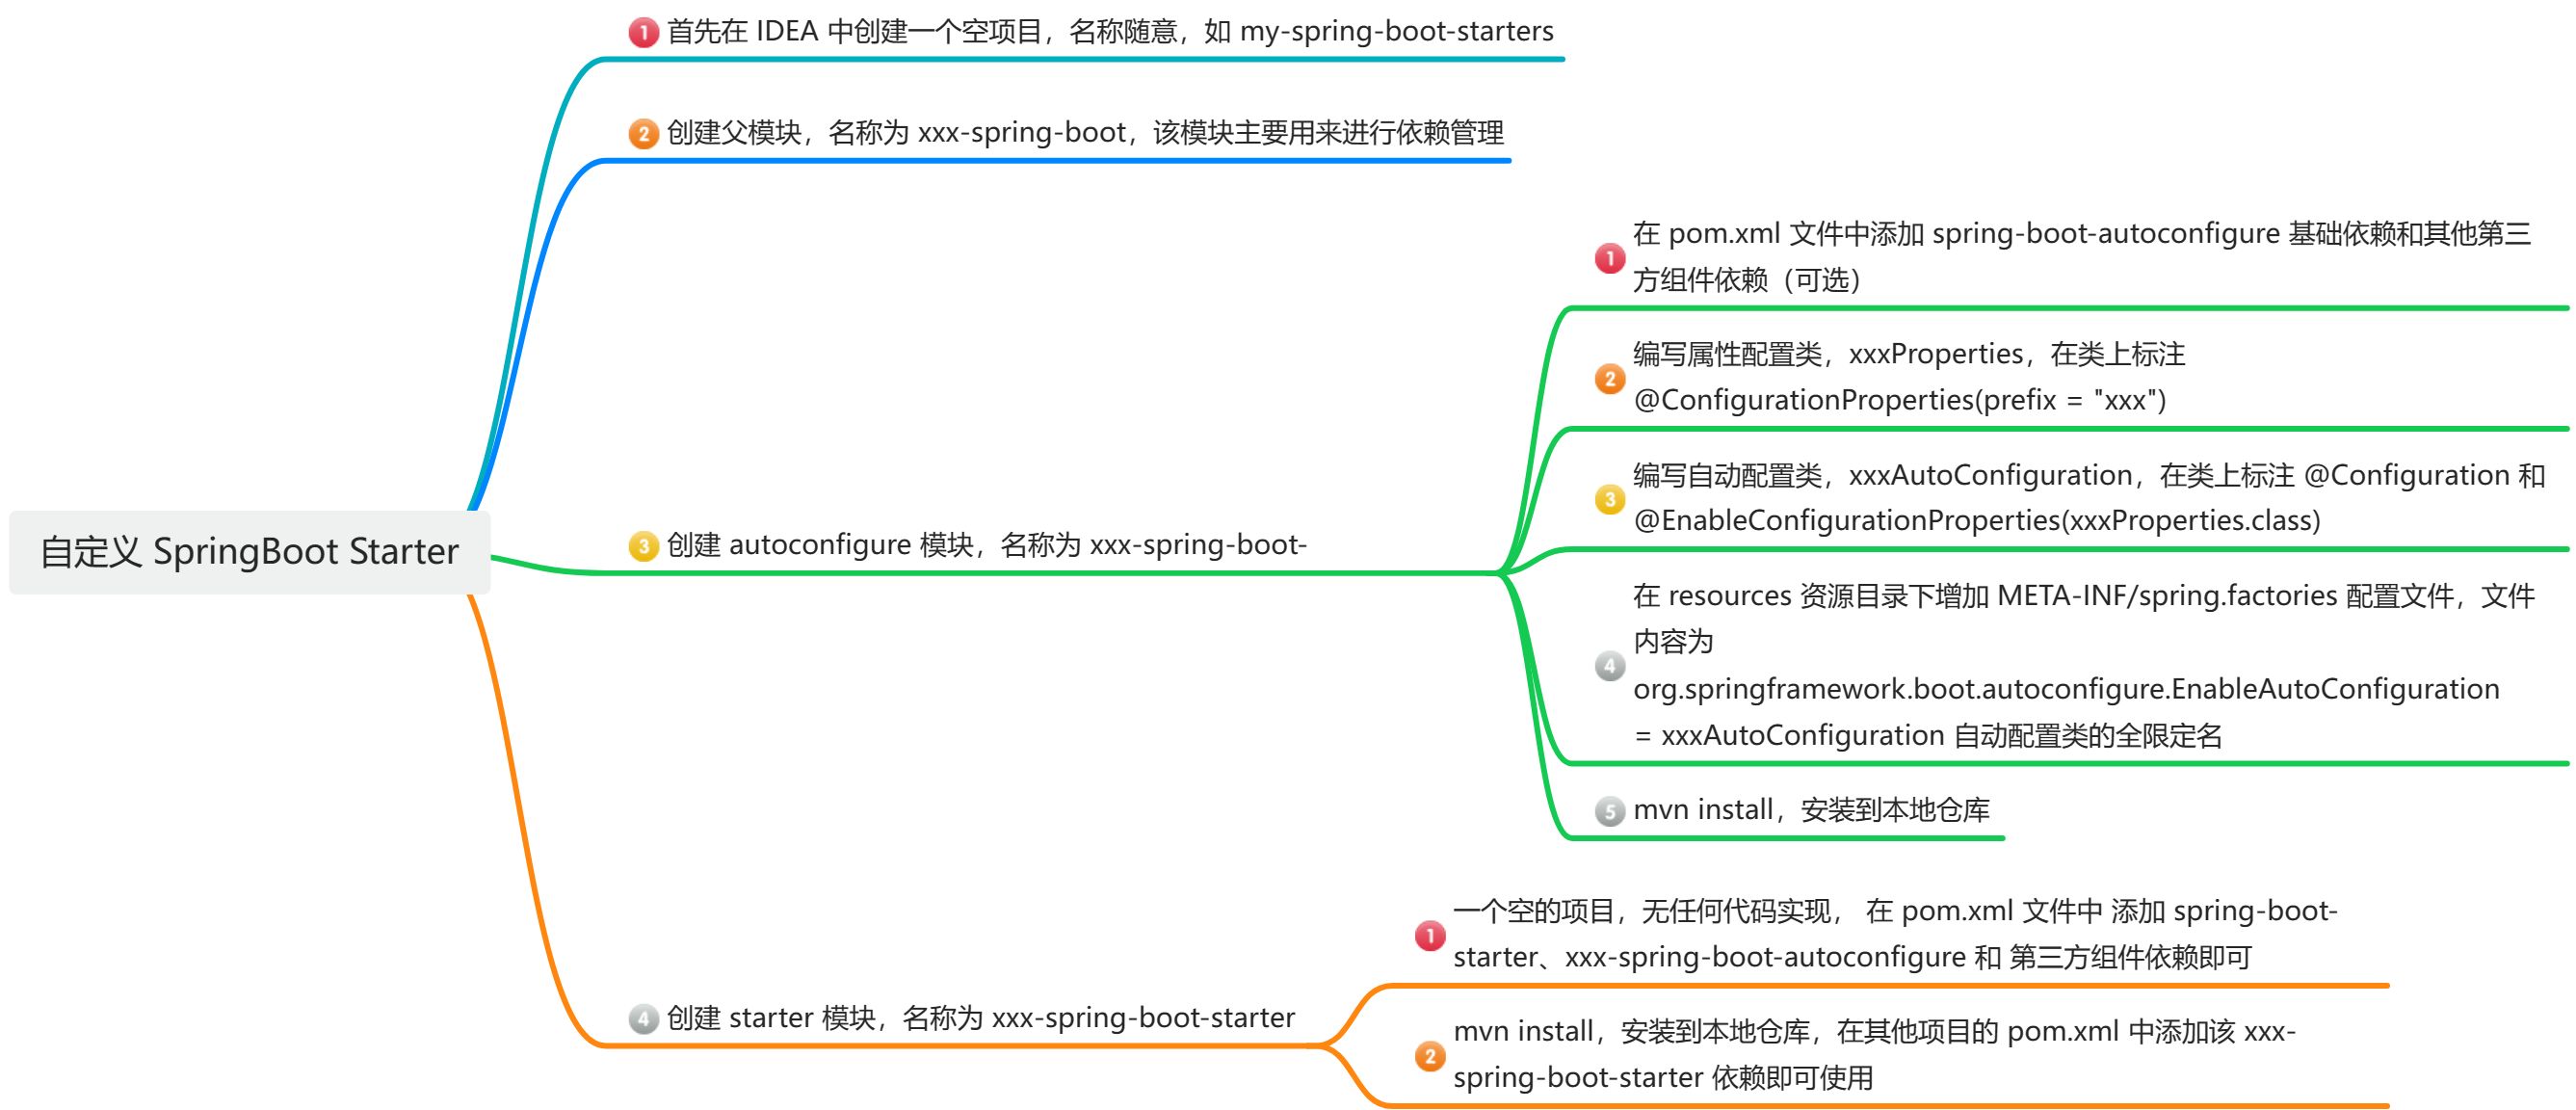 自定义 SpringBoot Starter
1 首先在 IDEA 中创建一个空项目，名称随意，如 my-spring-boot-starters
2 创建父模块，名称为 xxx-spring-boot，该模块主要用来进行依赖管理
3 创建 autoconfigure 模块，名称为 xxx-spring-boot-
1 在 pom.xml 文件中添加 spring-boot-autoconfigure 基础依赖和其他第三
方组件依赖（可选）
2 编写属性配置类，xxxProperties，在类上标注
@ConfigurationProperties(prefix = "xxx")
3 编写自动配置类，xxxAutoConfiguration，在类上标注 @Configuration 和
@EnableConfigurationProperties(xxxProperties.class)
4 在 resources 资源目录下增加 META-INF/spring.factories 配置文件，文件
内容为
org.springframework.boot.autoconfigure.EnableAutoConfiguration
= xxxAutoConfiguration 自动配置类的全限定名
5 mvn install，安装到本地仓库
4 创建 starter 模块，名称为 xxx-spring-boot-starter
1 一个空的项目，无任何代码实现， 在 pom.xml 文件中 添加 spring-boot-
starter、xxx-spring-boot-autoconfigure 和 第三方组件依赖即可
2 mvn install，安装到本地仓库，在其他项目的 pom.xml 中添加该 xxx-
spring-boot-starter 依赖即可使用